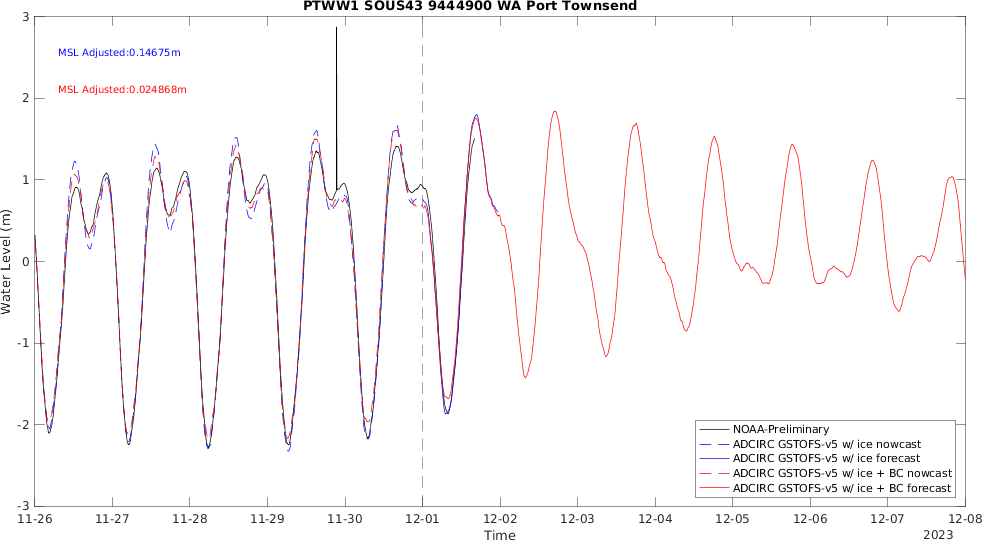 PTWW1 SOUS43 9444900 WA Port Townsend
MSL Adjusted:0.14675m
MSL Adjusted:0.024868m
Water Level (m)
3
2
1
0
-1
-2
-3
11-26
11-27
11-28
11-29
11-30
12-01
12-02
12-03
12-04
12-05
12-06
12-07
12-08
Time
2023
NOAA-Preliminary
ADCIRC GSTOFS-v5 w/ ice nowcast
ADCIRC GSTOFS-v5 w/ ice forecast
ADCIRC GSTOFS-v5 w/ ice + BC nowcast
ADCIRC GSTOFS-v5 w/ ice + BC forecast